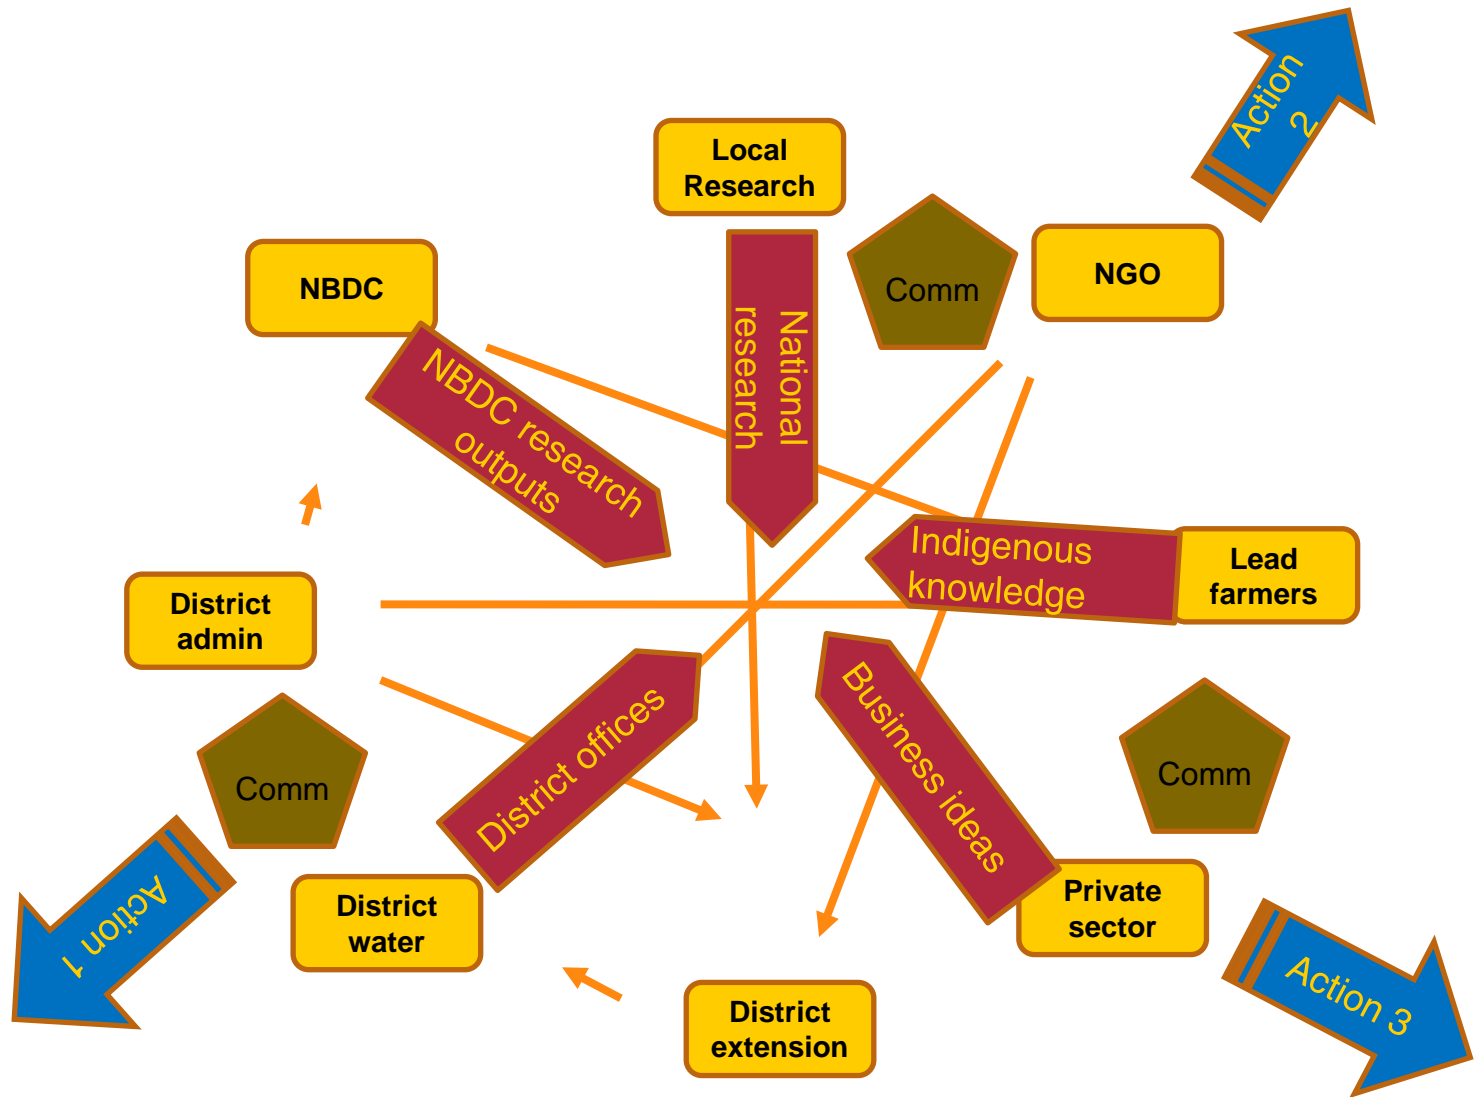 Action
2
Local
Research
Comm
NGO
NBDC
National
research
NBDC research
outputs
Indigenous
knowledge
Lead
farmers
District
admin
District offices
Business ideas
Comm
Comm
Action 1
District
water
Private
sector
Action 3
District
extension